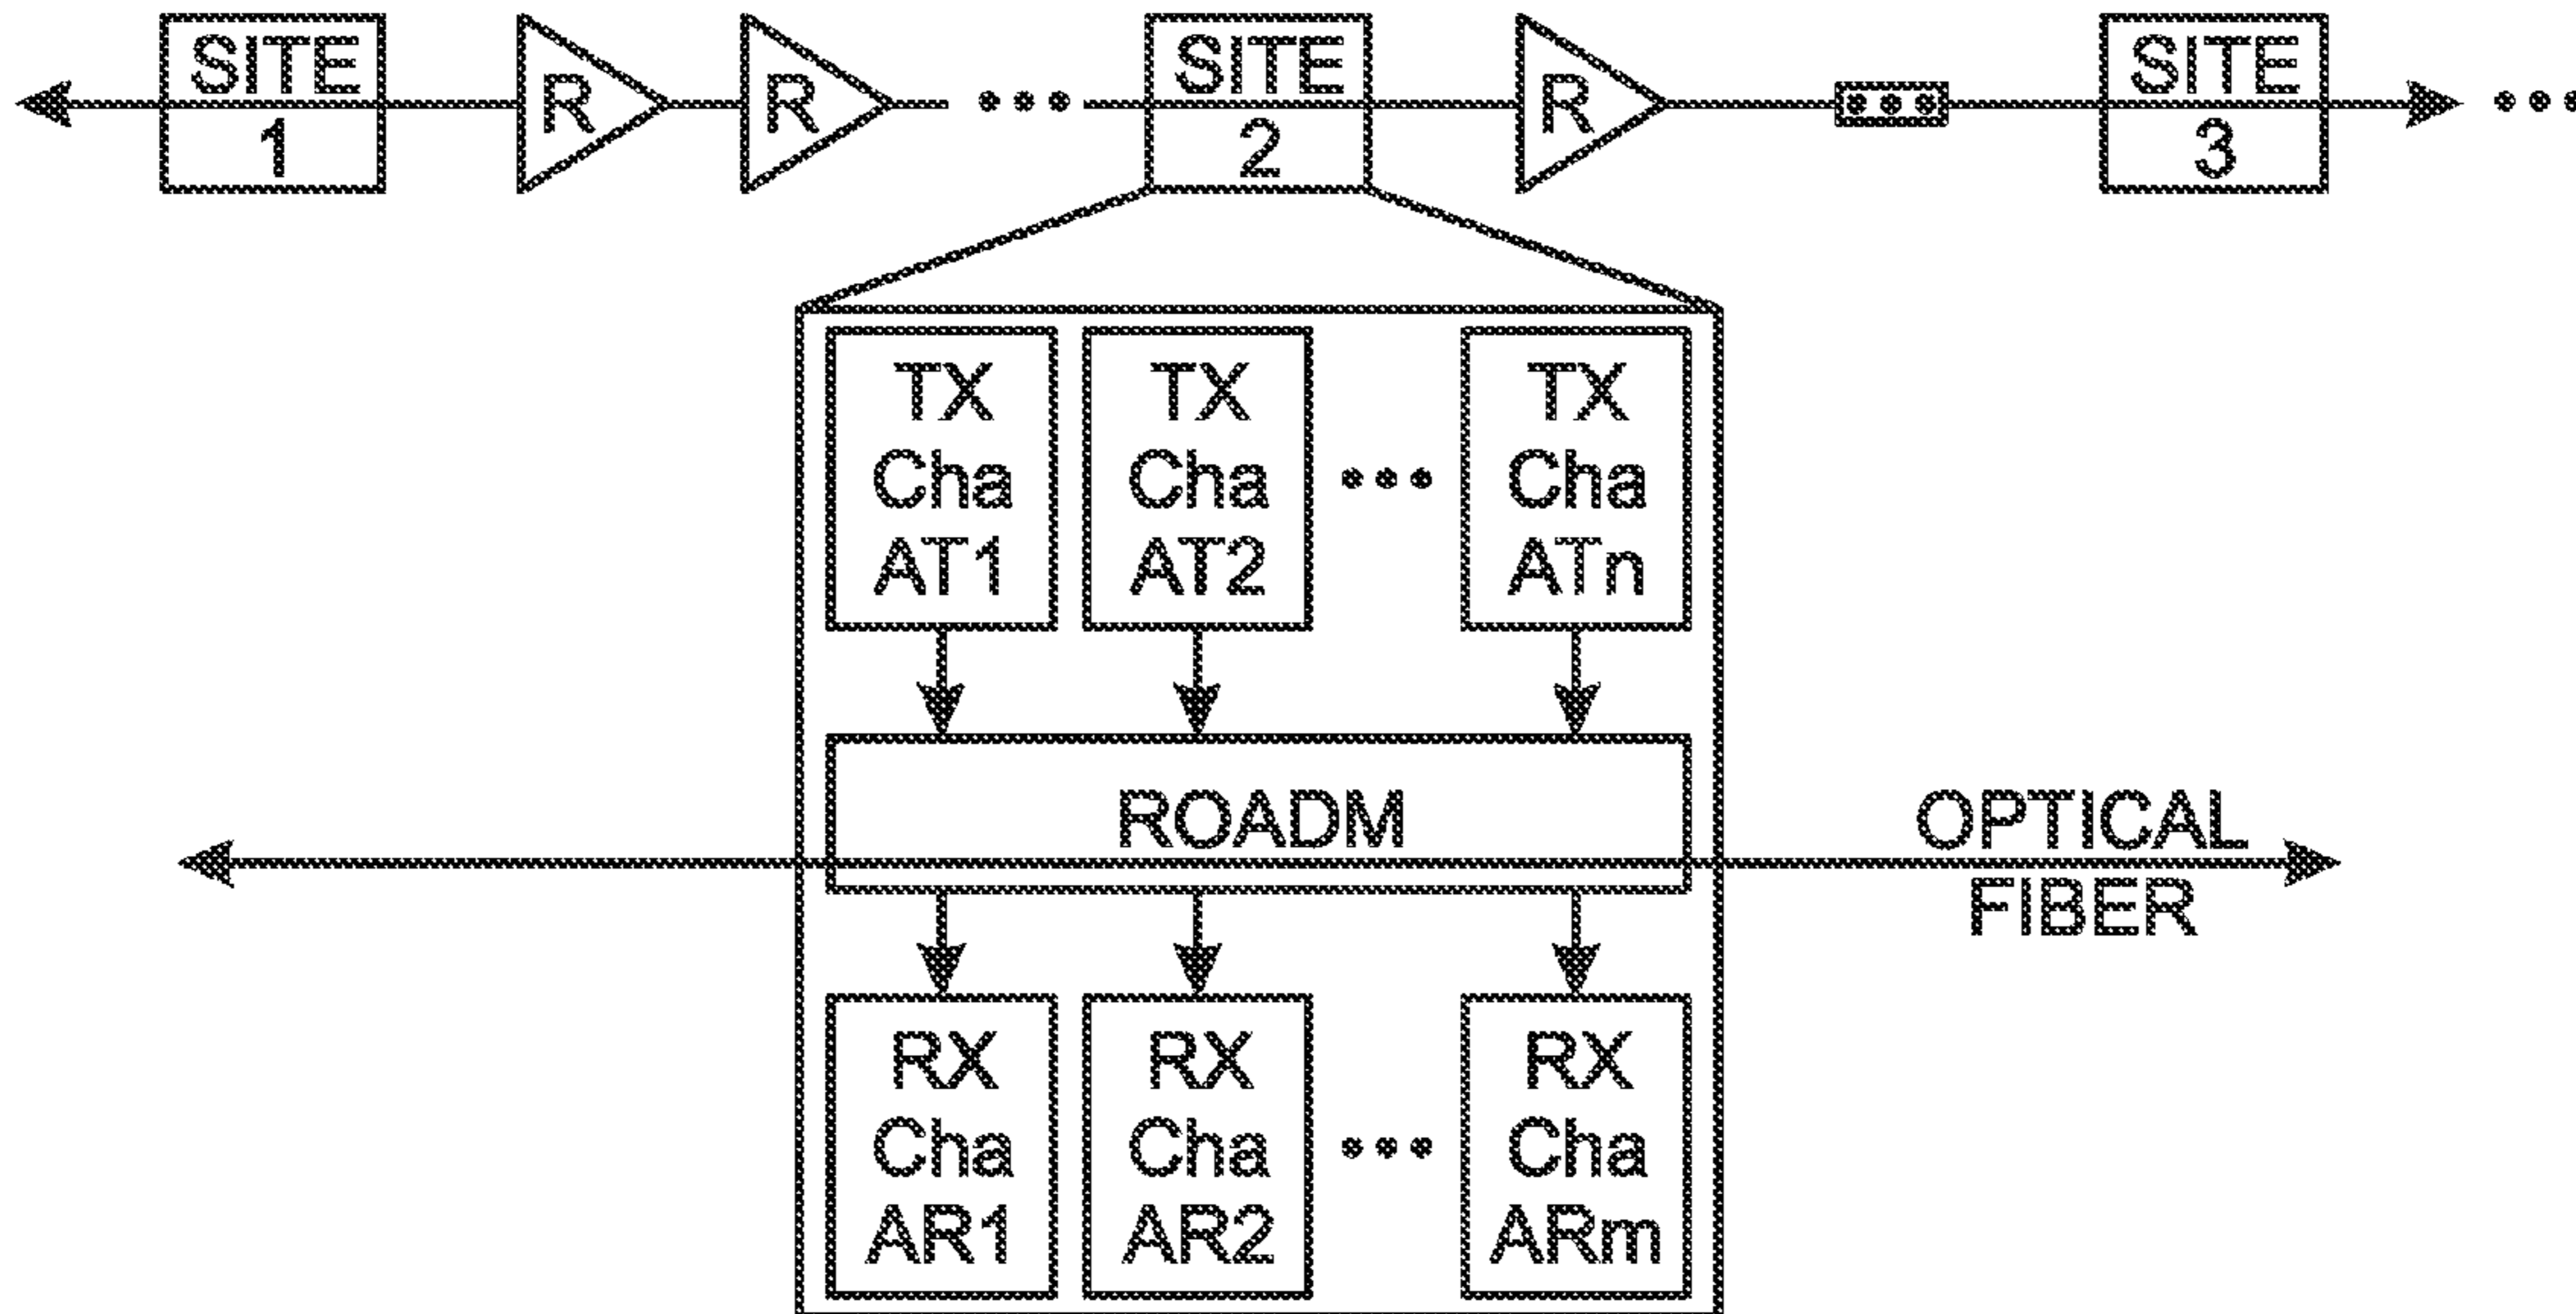 SITE
1
R
R
SITE
2
R
SITE
3
TX
Cha
AT1
TX
Cha
AT2
TX
Cha
ATn
ROADM
OPTICAL
FIBER
RX
Cha
AR1
RX
Cha
AR2
RX
Cha
ARm